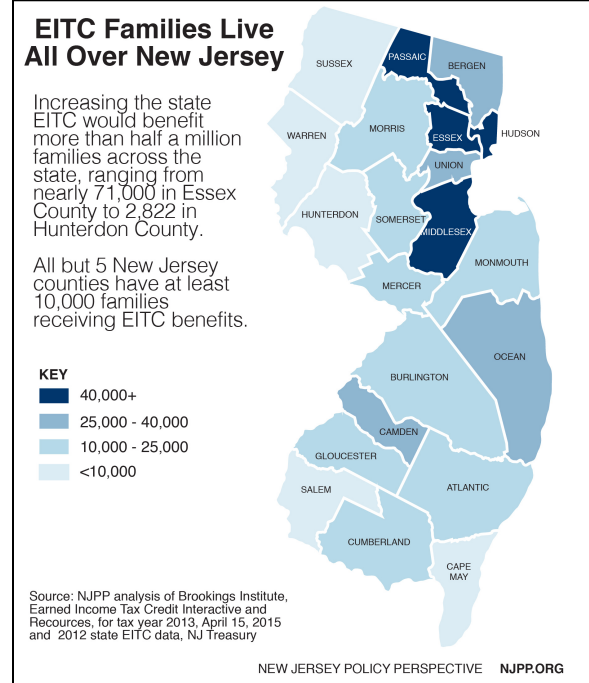 EITC Families Live
All Over New Jersey
Increasing the state
EITC would benefit
more than half a million
families across the
state, ranging from
nearly 71,000 in Essex
County to 2,822 in
Hunterdon County.
All but 5 New Jersey
counties have at least
10,000 families
receiving EITC benefits.
KEY
40,000+
25,000 - 40,000
10,000 - 25,000
<10,000
SUSSEX
PASSAIC
BERGEN
WARREN
MORRIS
ESSEX
HUDSON
UNION
HUNTERDON
SOMERSET
MIDDLESEX
MONMOUTH
MERCER
OCEAN
BURLINGTON
CAMDEN
GLOUCESTER
SALEM
ATLANTIC
CUMBERLAND
CAPE
MAY
Source: NJPP analysis of Brookings Institute,
Earned Income Tax Credit Interactive and
Recources, for tax year 2013, April 15, 2015
and 2012 state EITC data, NJ Treasury
NEW JERSEY POLICY PERSPECTIVE NJPP.ORG